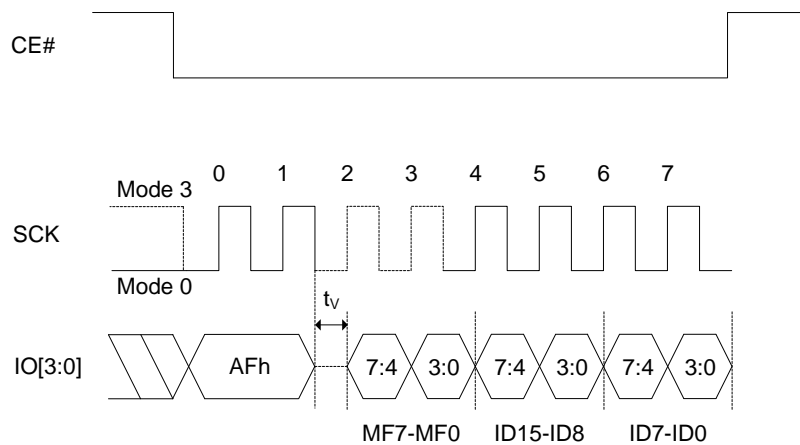 CE#
0 1 2 3 4 5 6 7
Mode 3
SCK
Mode 0
tV
IO[3:0]
AFh
7:4 3:0 7:4 3:0 7:4 3:0
MF7-MF0 ID15-ID8 ID7-ID0